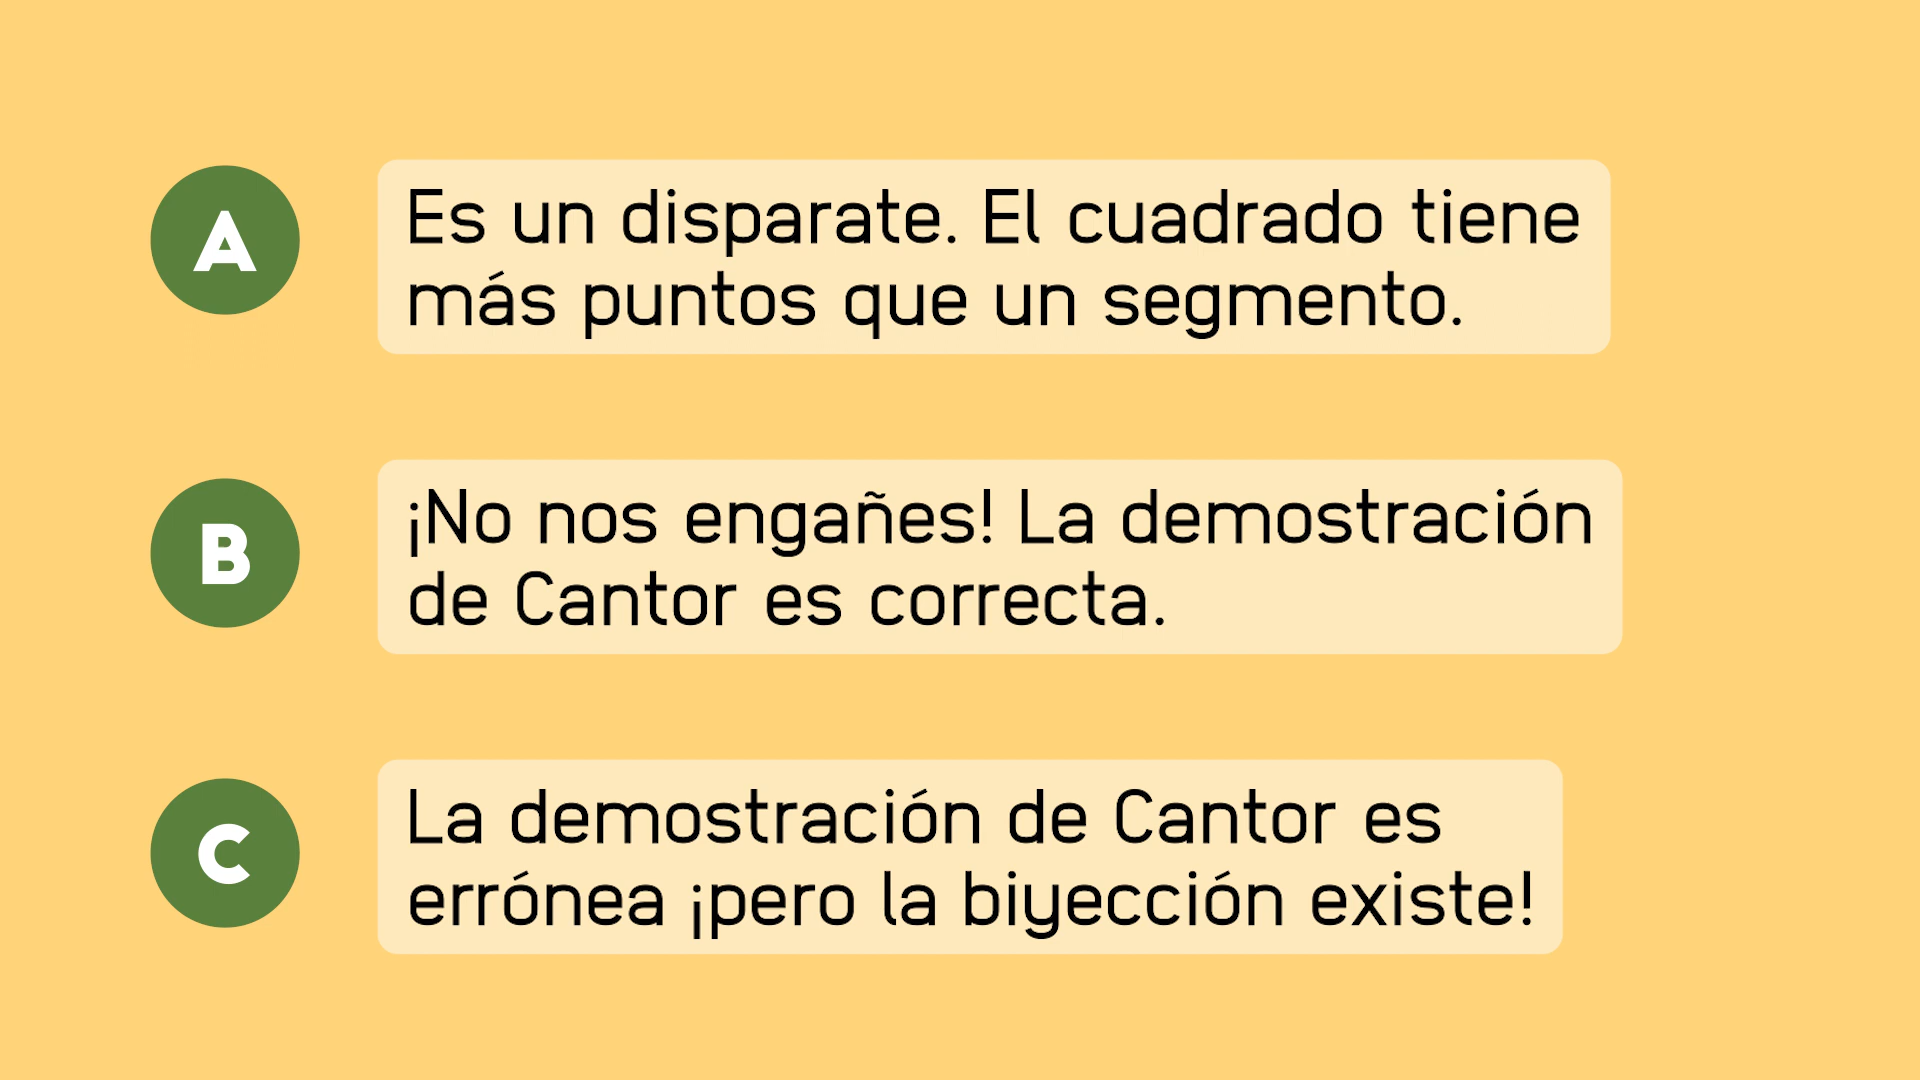 A
Es un disparate. El cuadrado tiene
más puntos que un segmento.
B
¡No nos engañes! La demostración
de Cantor es correcta.
C
La demostración de Cantor es
errónea ¡pero la biyección existe!